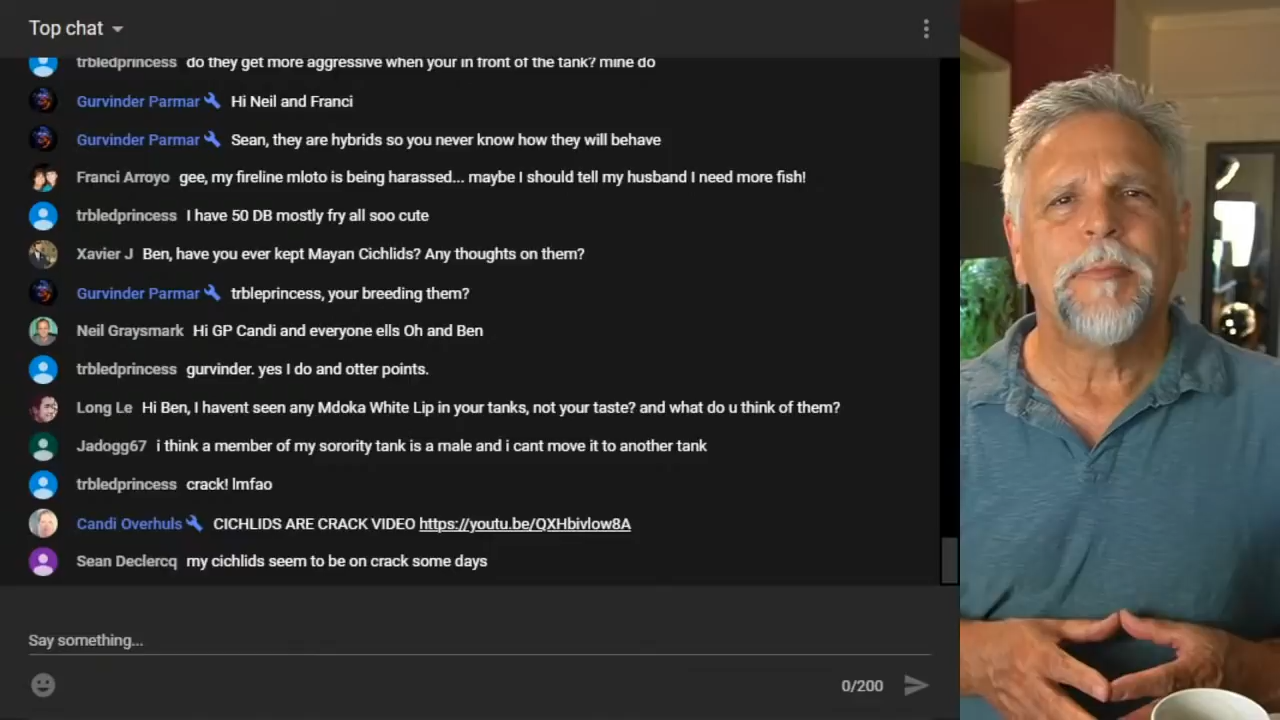 Top chat
trbledprincess do they get more aggressive when your in front of the tank? mine do
Gurvinder Parmar Hi Neil and Franci
Gurvinder Parmar Sean, they are hybrids so you never know how they will behave
Franci Arroyo gee, my fireline mloto is being harassed... maybe I should tell my husband I need more fish!
trbledprincess I have 50 DB mostly fry all soo cute
Xavier J Ben, have you ever kept Mayan Cichlids? Any thoughts on them?
Gurvinder Parmar trbleprincess, your breeding them?
Neil Graysmark Hi GP Candi and everyone ells Oh and Ben
trbledprincess gurvinder. yes I do and otter points.
Long Le Hi Ben, I havent seen any Mdoka White Lip in your tanks, not your taste? and what do u think of them?
Jadogg67 i think a member of my sorority tank is a male and i cant move it to another tank
trbledprincess crack! lmfao
Candi Overhuls CICHLIDS ARE CRACK VIDEO https://youtu.be/QXHbivlow8A
Sean Declercq my cichlids seem to be on crack some days
Say something...
0/200